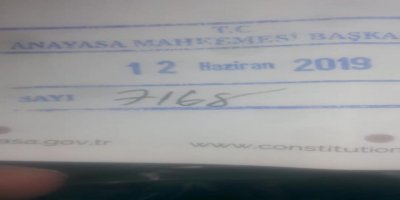 T.C
ANAYASA MAHKEMESİ BAŞKA
12 Haziran 2019
SAYI 7168
asa.gov.tr www.constitution